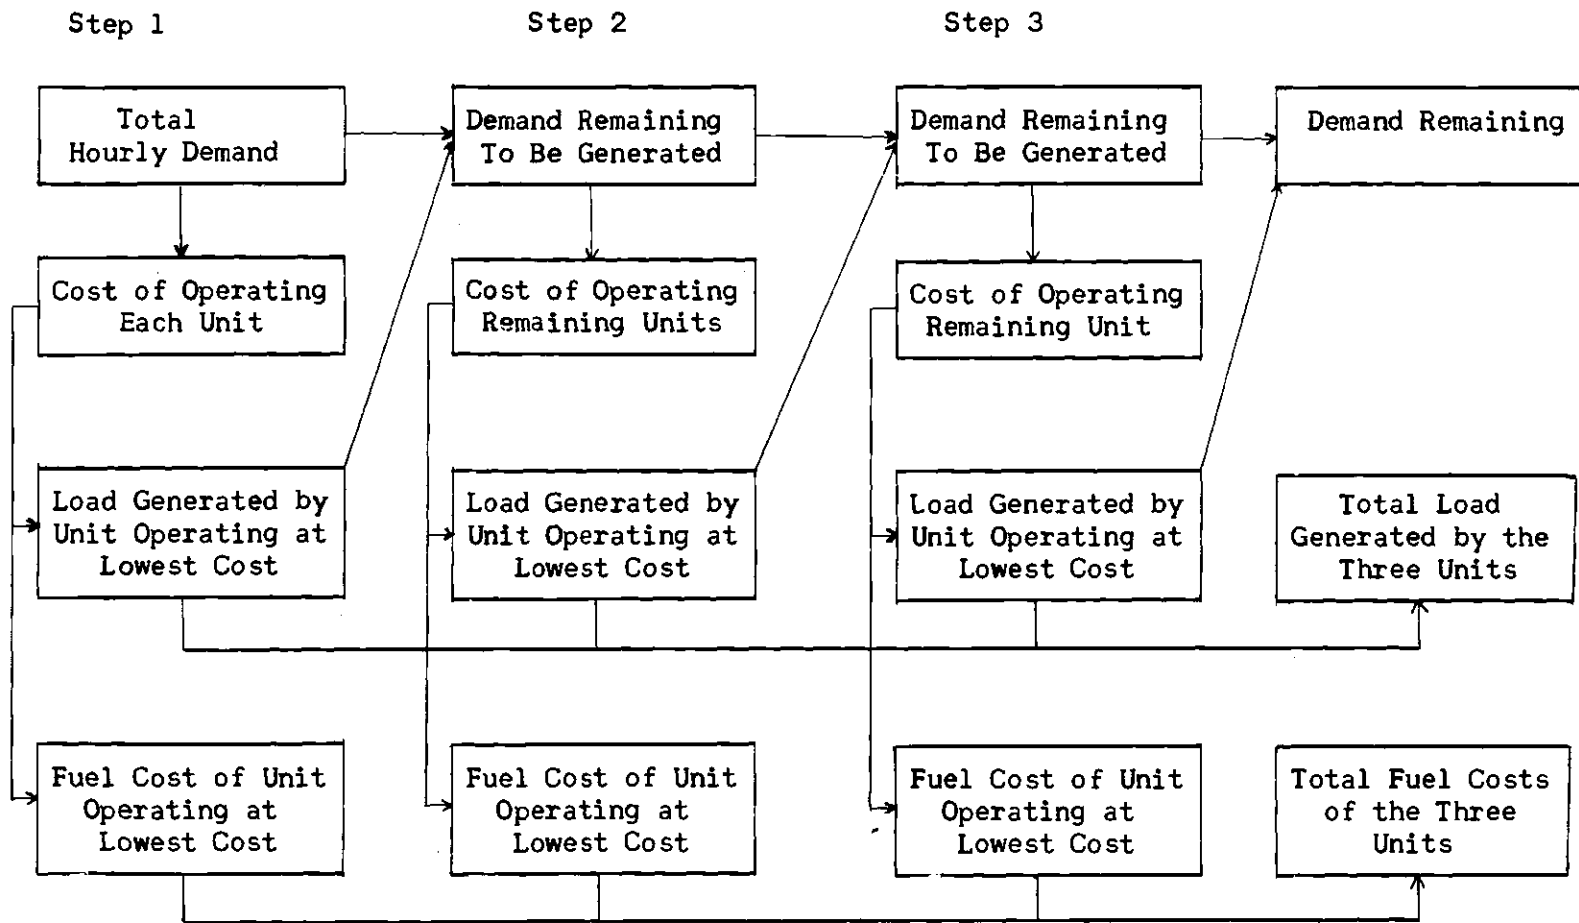 Step 1
Step 2
Step 3
Total
Hourly Demand
Demand Remaining
To Be Generated
Demand Remaining
To Be Generated
Demand Remaining
Cost of Operating
Each Unit
Cost of Operating
Remaining Units
Cost of Operating
Remaining Unit
Load Generated by
Unit Operating at
Lowest Cost
Load Generated by
Unit Operating at
Lowest Cost
Load Generated by
Unit Operating at
Lowest Cost
Total Load
Generated by the
Three Units
Fuel Cost of Unit
Operating at
Lowest Cost
Fuel Cost of Unit
Operating at
Lowest Cost
Fuel Cost of Unit
Operating at
Lowest Cost
Total Fuel Costs
of the Three
Units